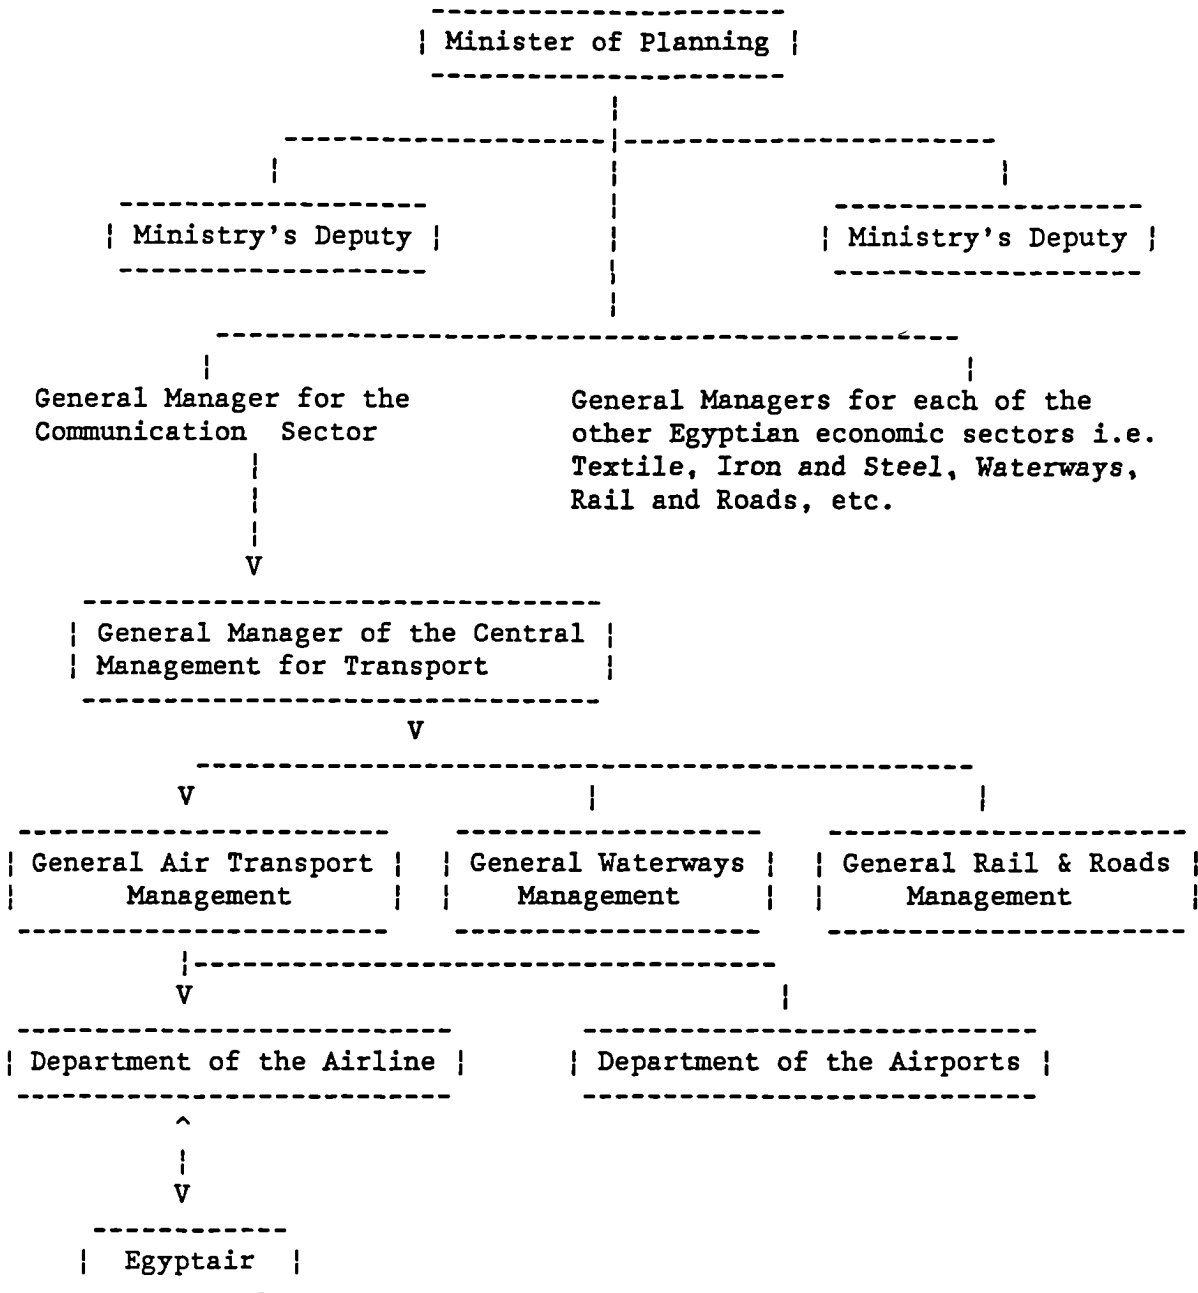 Minister of Planning
Ministry's Deputy
Ministry's Deputy
General Manager for the
Communication Sector
General Managers for each of the
other Egyptian economic sectors i.e.
Textile, Iron and Steel, Waterways,
Rail and Roads, etc.
V
General Manager of the Central
Management for Transport
V
V
General Air Transport
Management
General Waterways
Management
General Rail & Roads
Management
V
Department of the Airline
Department of the Airports
^
V
Egyptair